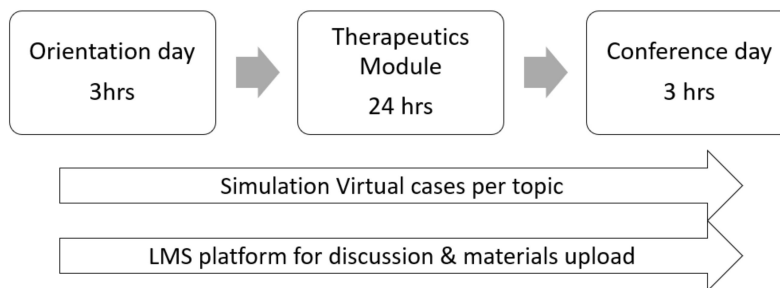 Orientation day
3hrs
Therapeutics
Module
24 hrs
Conference day
3 hrs
Simulation Virtual cases per topic
LMS platform for discussion & materials upload